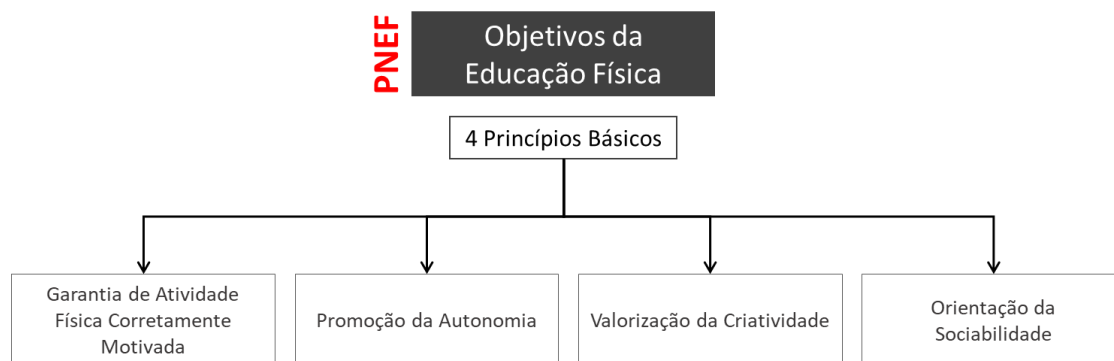 PNEF
Objetivos da
Educação Física
4 Princípios Básicos
Garantia de Atividade
Física Corretamente
Motivada
Promoção da Autonomia
Valorização da Criatividade
Orientação da
Sociabilidade